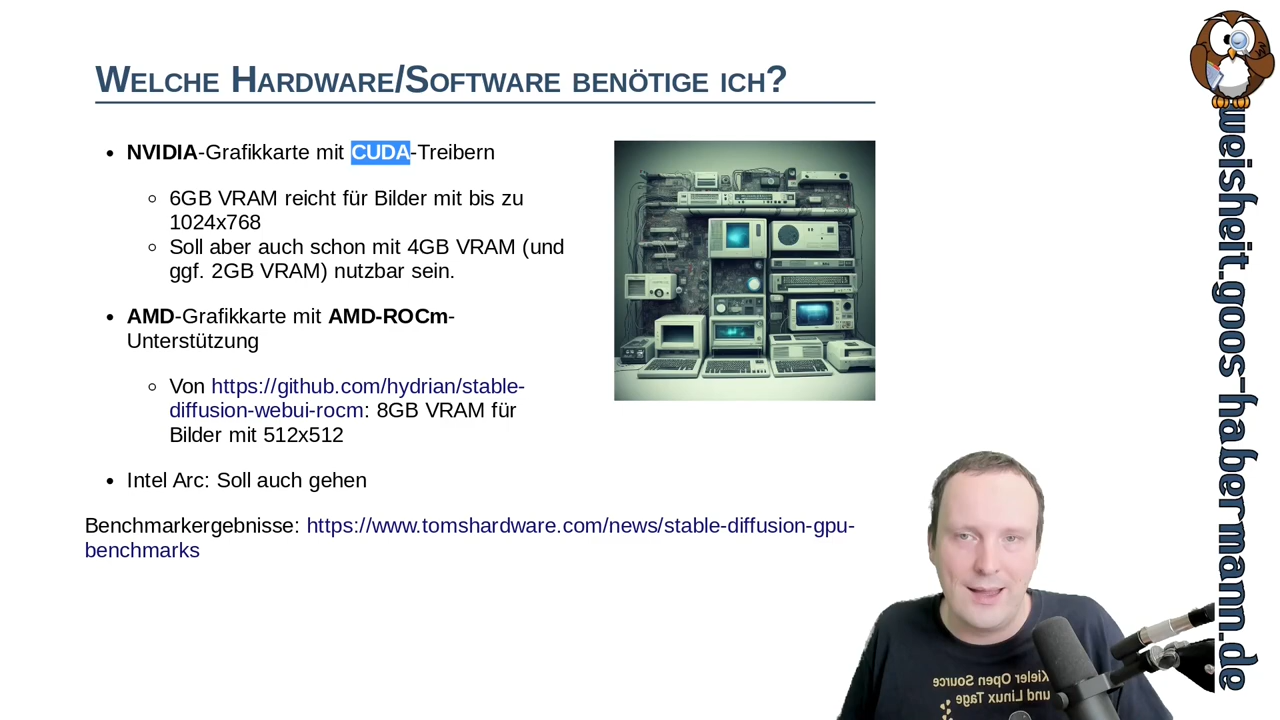 Welche Hardware/Software benötige ich?
NVIDIA-Grafikkarte mit CUDA-Treibern
6GB VRAM reicht für Bilder mit bis zu
1024x768
Soll aber auch schon mit 4GB VRAM (und
ggf. 2GB VRAM) nutzbar sein.
AMD-Grafikkarte mit AMD-ROCm-
Unterstützung
Von https://github.com/hydrian/stable-
diffusion-webui-rocm: 8GB VRAM für
Bilder mit 512x512
Intel Arc: Soll auch gehen
Benchmarkergebnisse: https://www.tomshardware.com/news/stable-diffusion-gpu-
benchmarks
weisheit.goos-habermann.de
Kieler Open Source
und Linux Tage